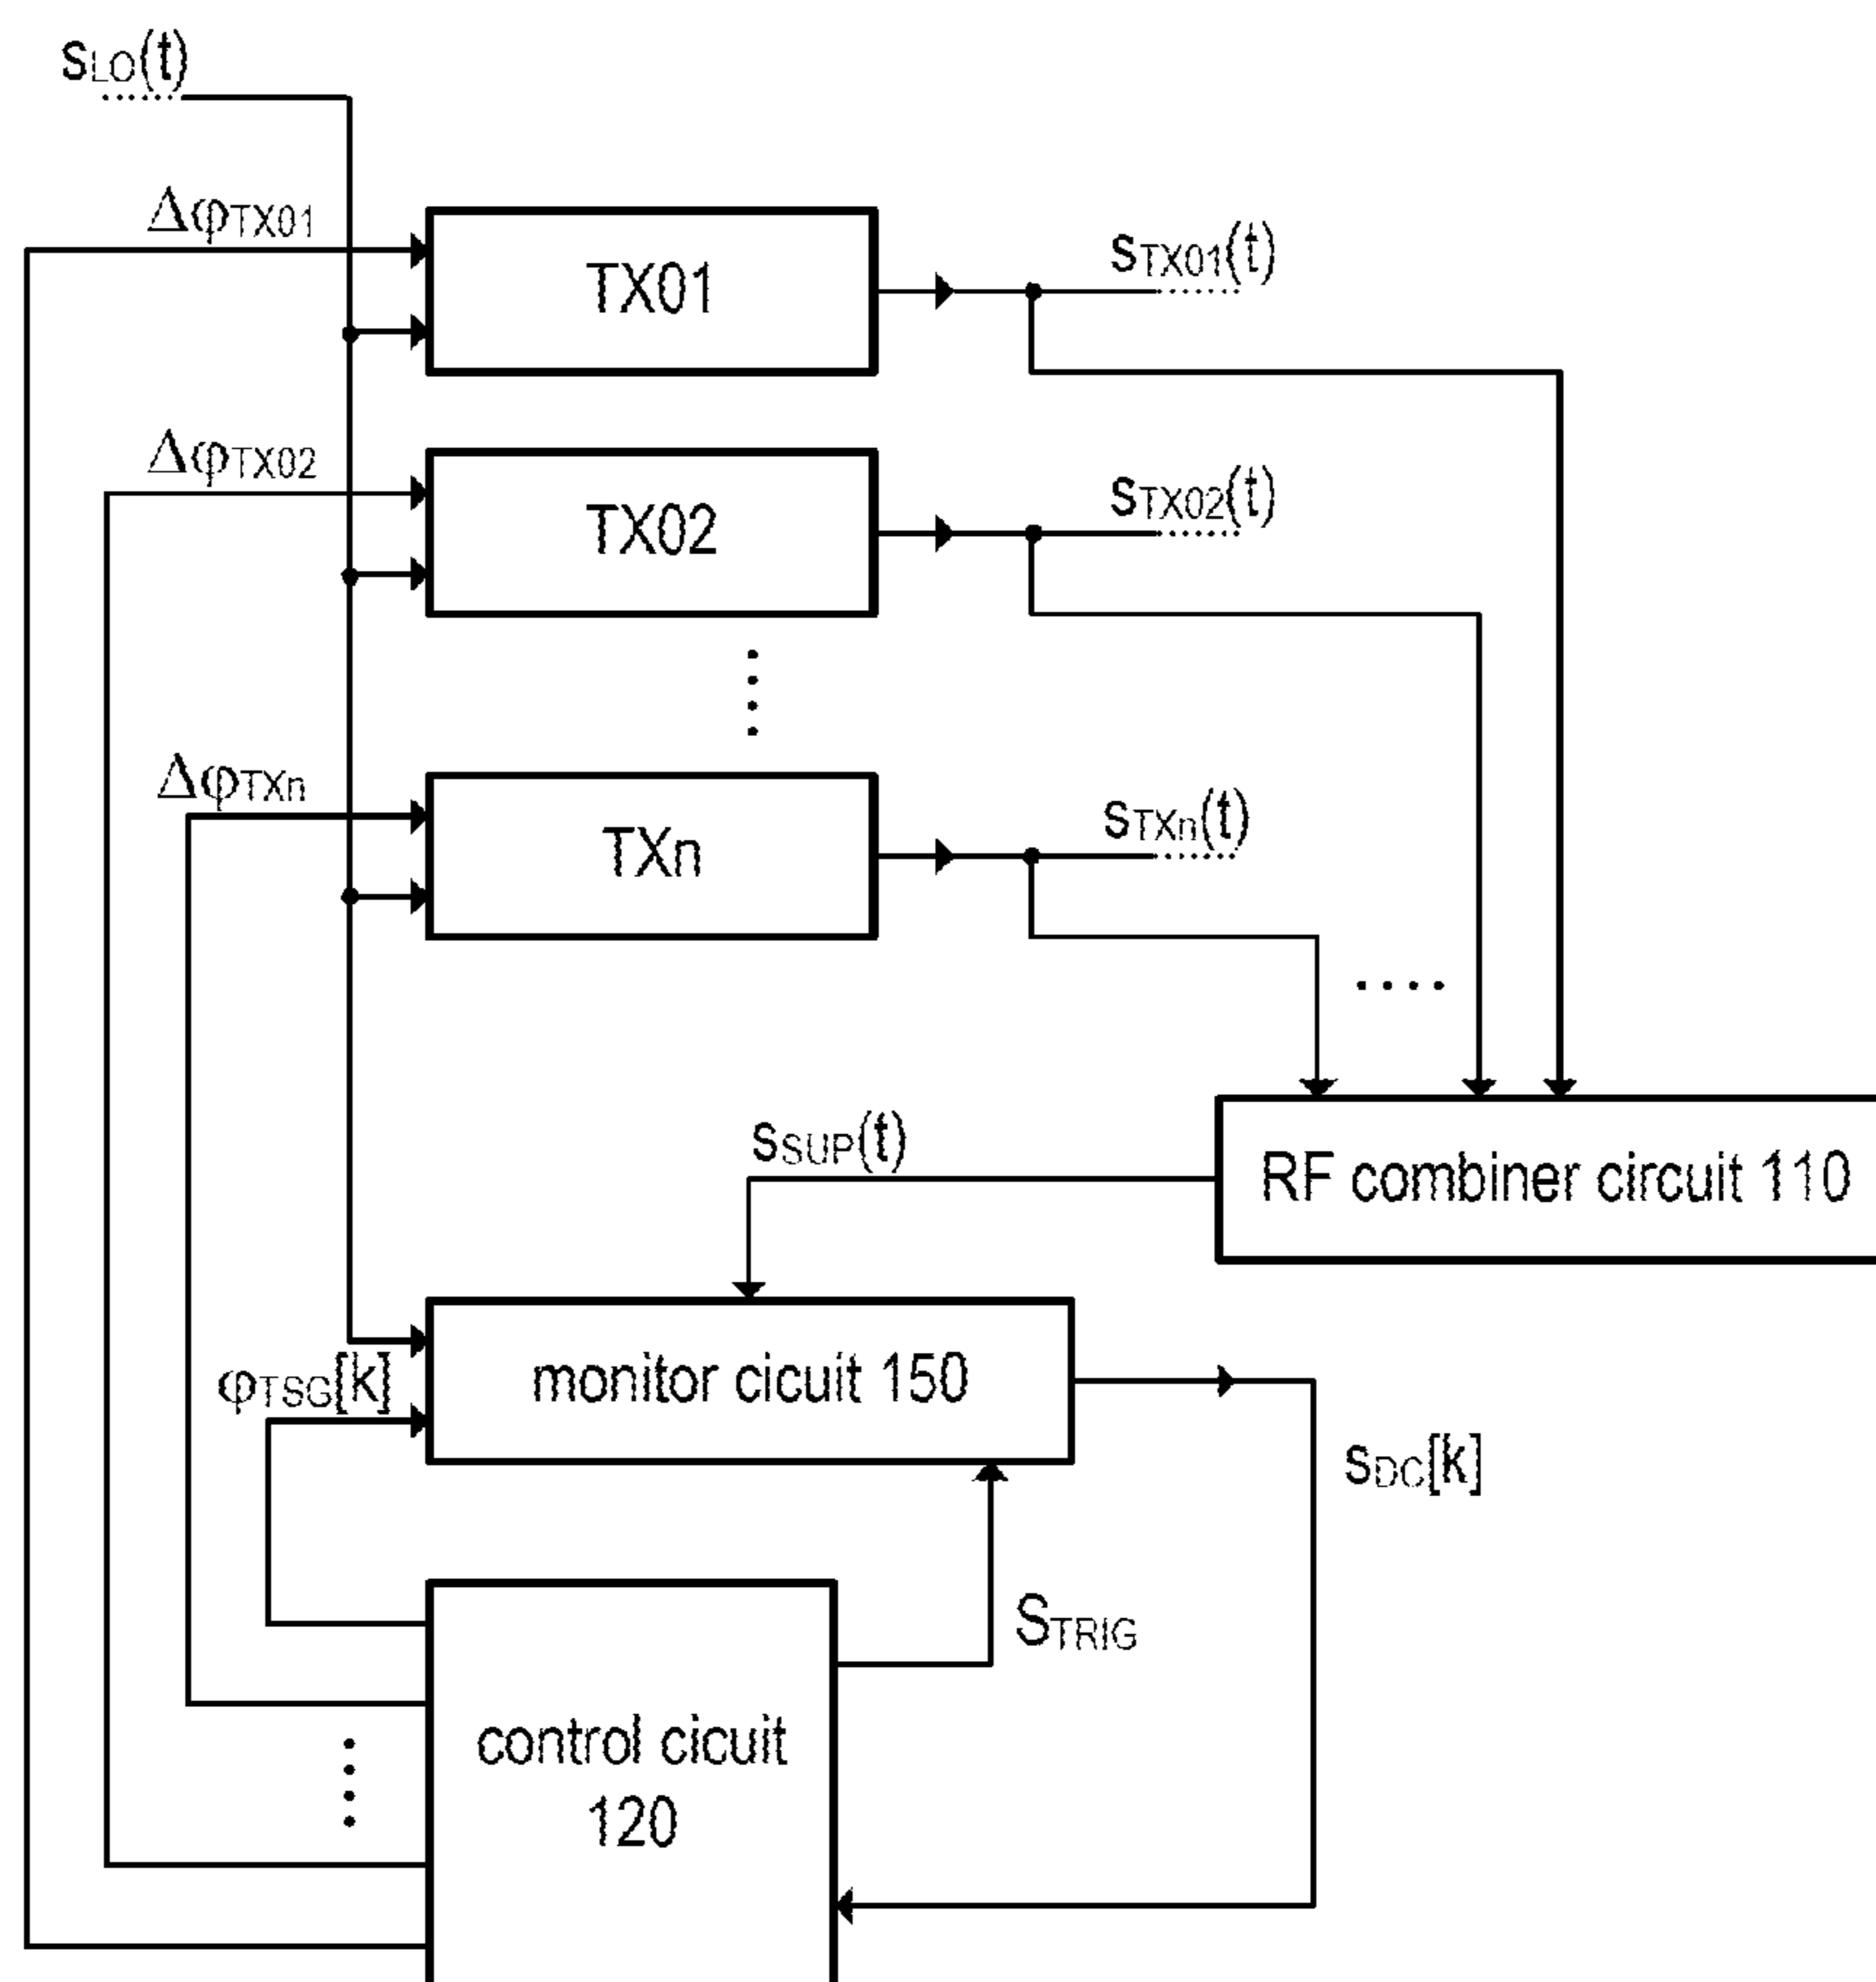 sLO(t)
ΔφTX01
TX01
sTX01(t)
ΔφTX02
TX02
sTX02(t)
ΔφTXn
TXn
sTXn(t)
sSUP(t)
RF combiner circuit 110
φTSG[k]
monitor cicuit 150
sDC[k]
STRIG
control cicuit
120